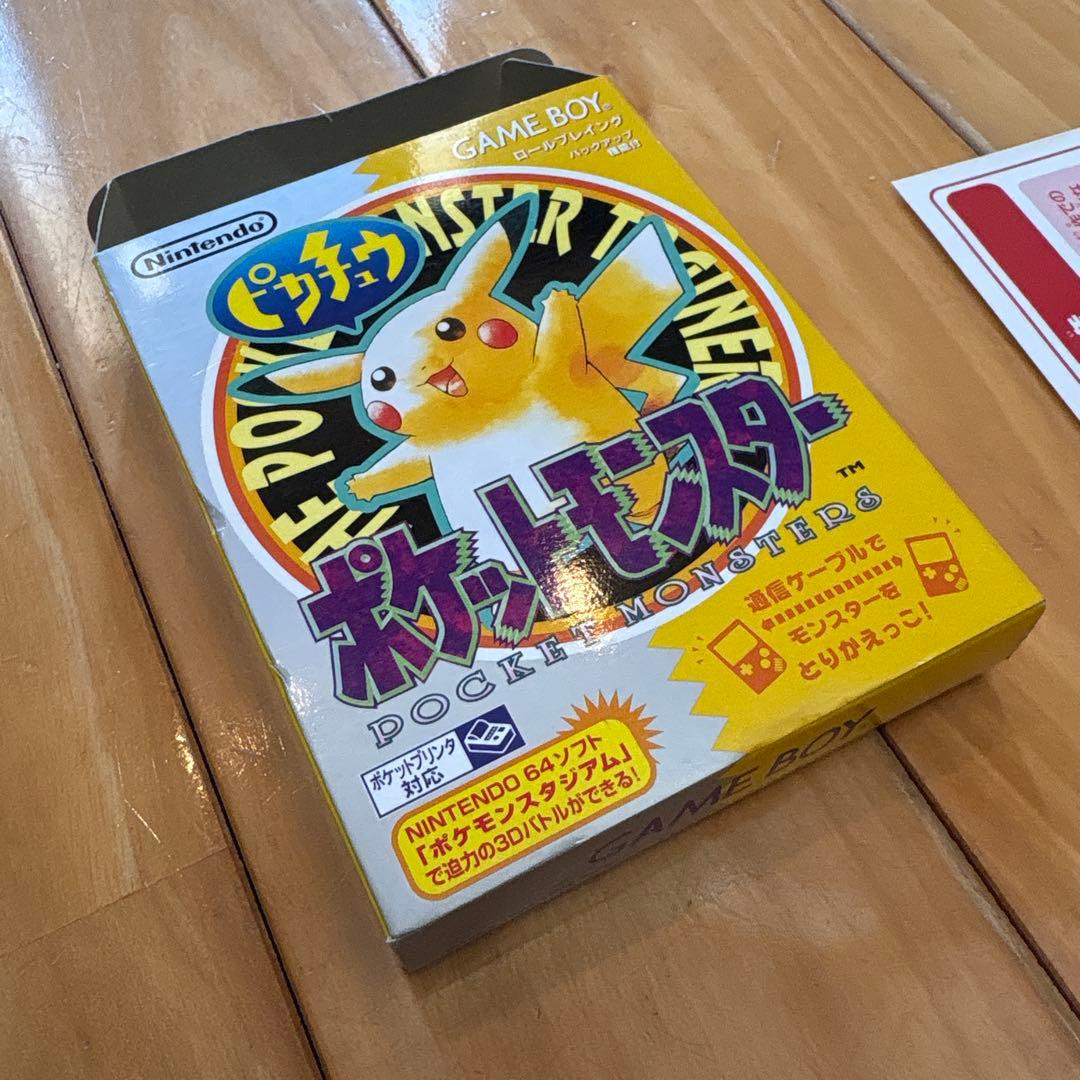 GAME BOY®
ロールプレイング
バックアップ
機能付
Nintendo®
ピカチュウ
ポケットモンスター
TM
POCKET MONSTERS
通信ケーブルで
モンスターを
とりかえっこ!
ポケットプリンタ
対応
NINTENDO 64ソフト
「ポケモンスタジアム」
で迫力の3Dバトルができる!
GAME BOY